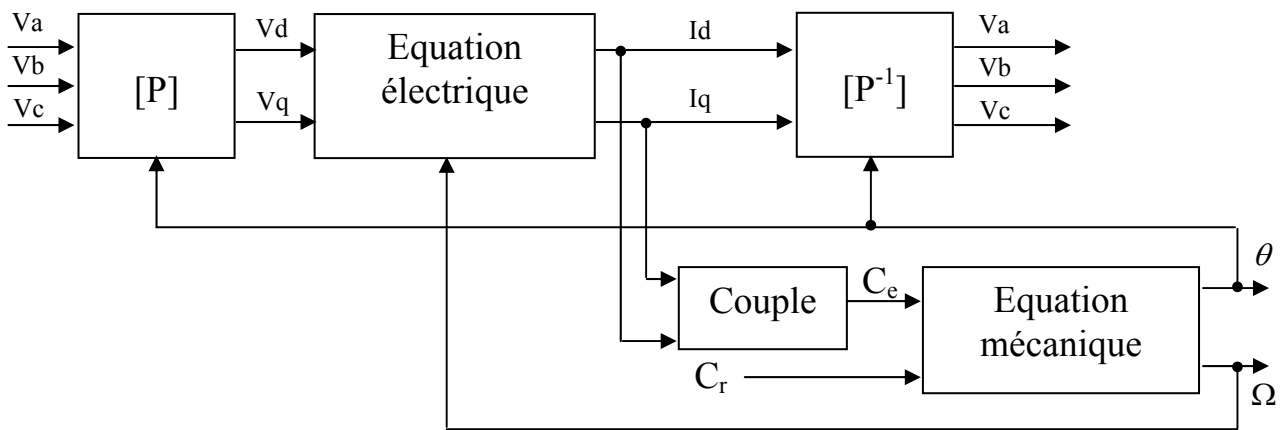 Va
Vb
Vc
[P]
Vd
Vq
Equation
électrique
Id
Iq
[P⁻¹]
Va
Vb
Vc
Couple
Cₑ
Cᵣ
Equation
mécanique
θ
Ω